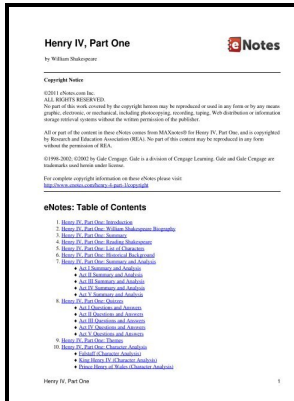 Henry IV, Part One
eNotes
by William Shakespeare
Copyright Notice
©2011 eNotes.com Inc.
ALL RIGHTS RESERVED.
No part of this work covered by the copyright hereon may be reproduced or used in any form or by any means
graphic, electronic, or mechanical, including photocopying, recording, taping, Web distribution or information
storage retrieval systems without the written permission of the publisher.
All or part of the content in these eNotes comes from MAXnotes® for Henry IV, Part One, and is copyrighted
by Research and Education Association (REA). No part of this content may be reproduced in any form
without the permission of REA.
©1998-2002; ©2002 by Gale Cengage. Gale is a division of Cengage Learning. Gale and Gale Cengage are
trademarks used herein under license.
For complete copyright information on these eNotes please visit:
http://www.enotes.com/henry-iv-part-1/copyright
eNotes: Table of Contents
1. Henry IV, Part One: Introduction
2. Henry IV, Part One: William Shakespeare Biography
3. Henry IV, Part One: Summary
4. Henry IV, Part One: Reading Shakespeare
5. Henry IV, Part One: List of Characters
6. Henry IV, Part One: Historical Background
7. Henry IV, Part One: Summary and Analysis
♦ Act I Summary and Analysis
♦ Act II Summary and Analysis
♦ Act III Summary and Analysis
♦ Act IV Summary and Analysis
♦ Act V Summary and Analysis
8. Henry IV, Part One: Quizzes
♦ Act I Questions and Answers
♦ Act II Questions and Answers
♦ Act III Questions and Answers
♦ Act IV Questions and Answers
♦ Act V Questions and Answers
9. Henry IV, Part One: Themes
10. Henry IV, Part One: Character Analysis
♦ Falstaff (Character Analysis)
♦ King Henry IV (Character Analysis)
♦ Prince Henry of Wales (Character Analysis)
Henry IV, Part One 1